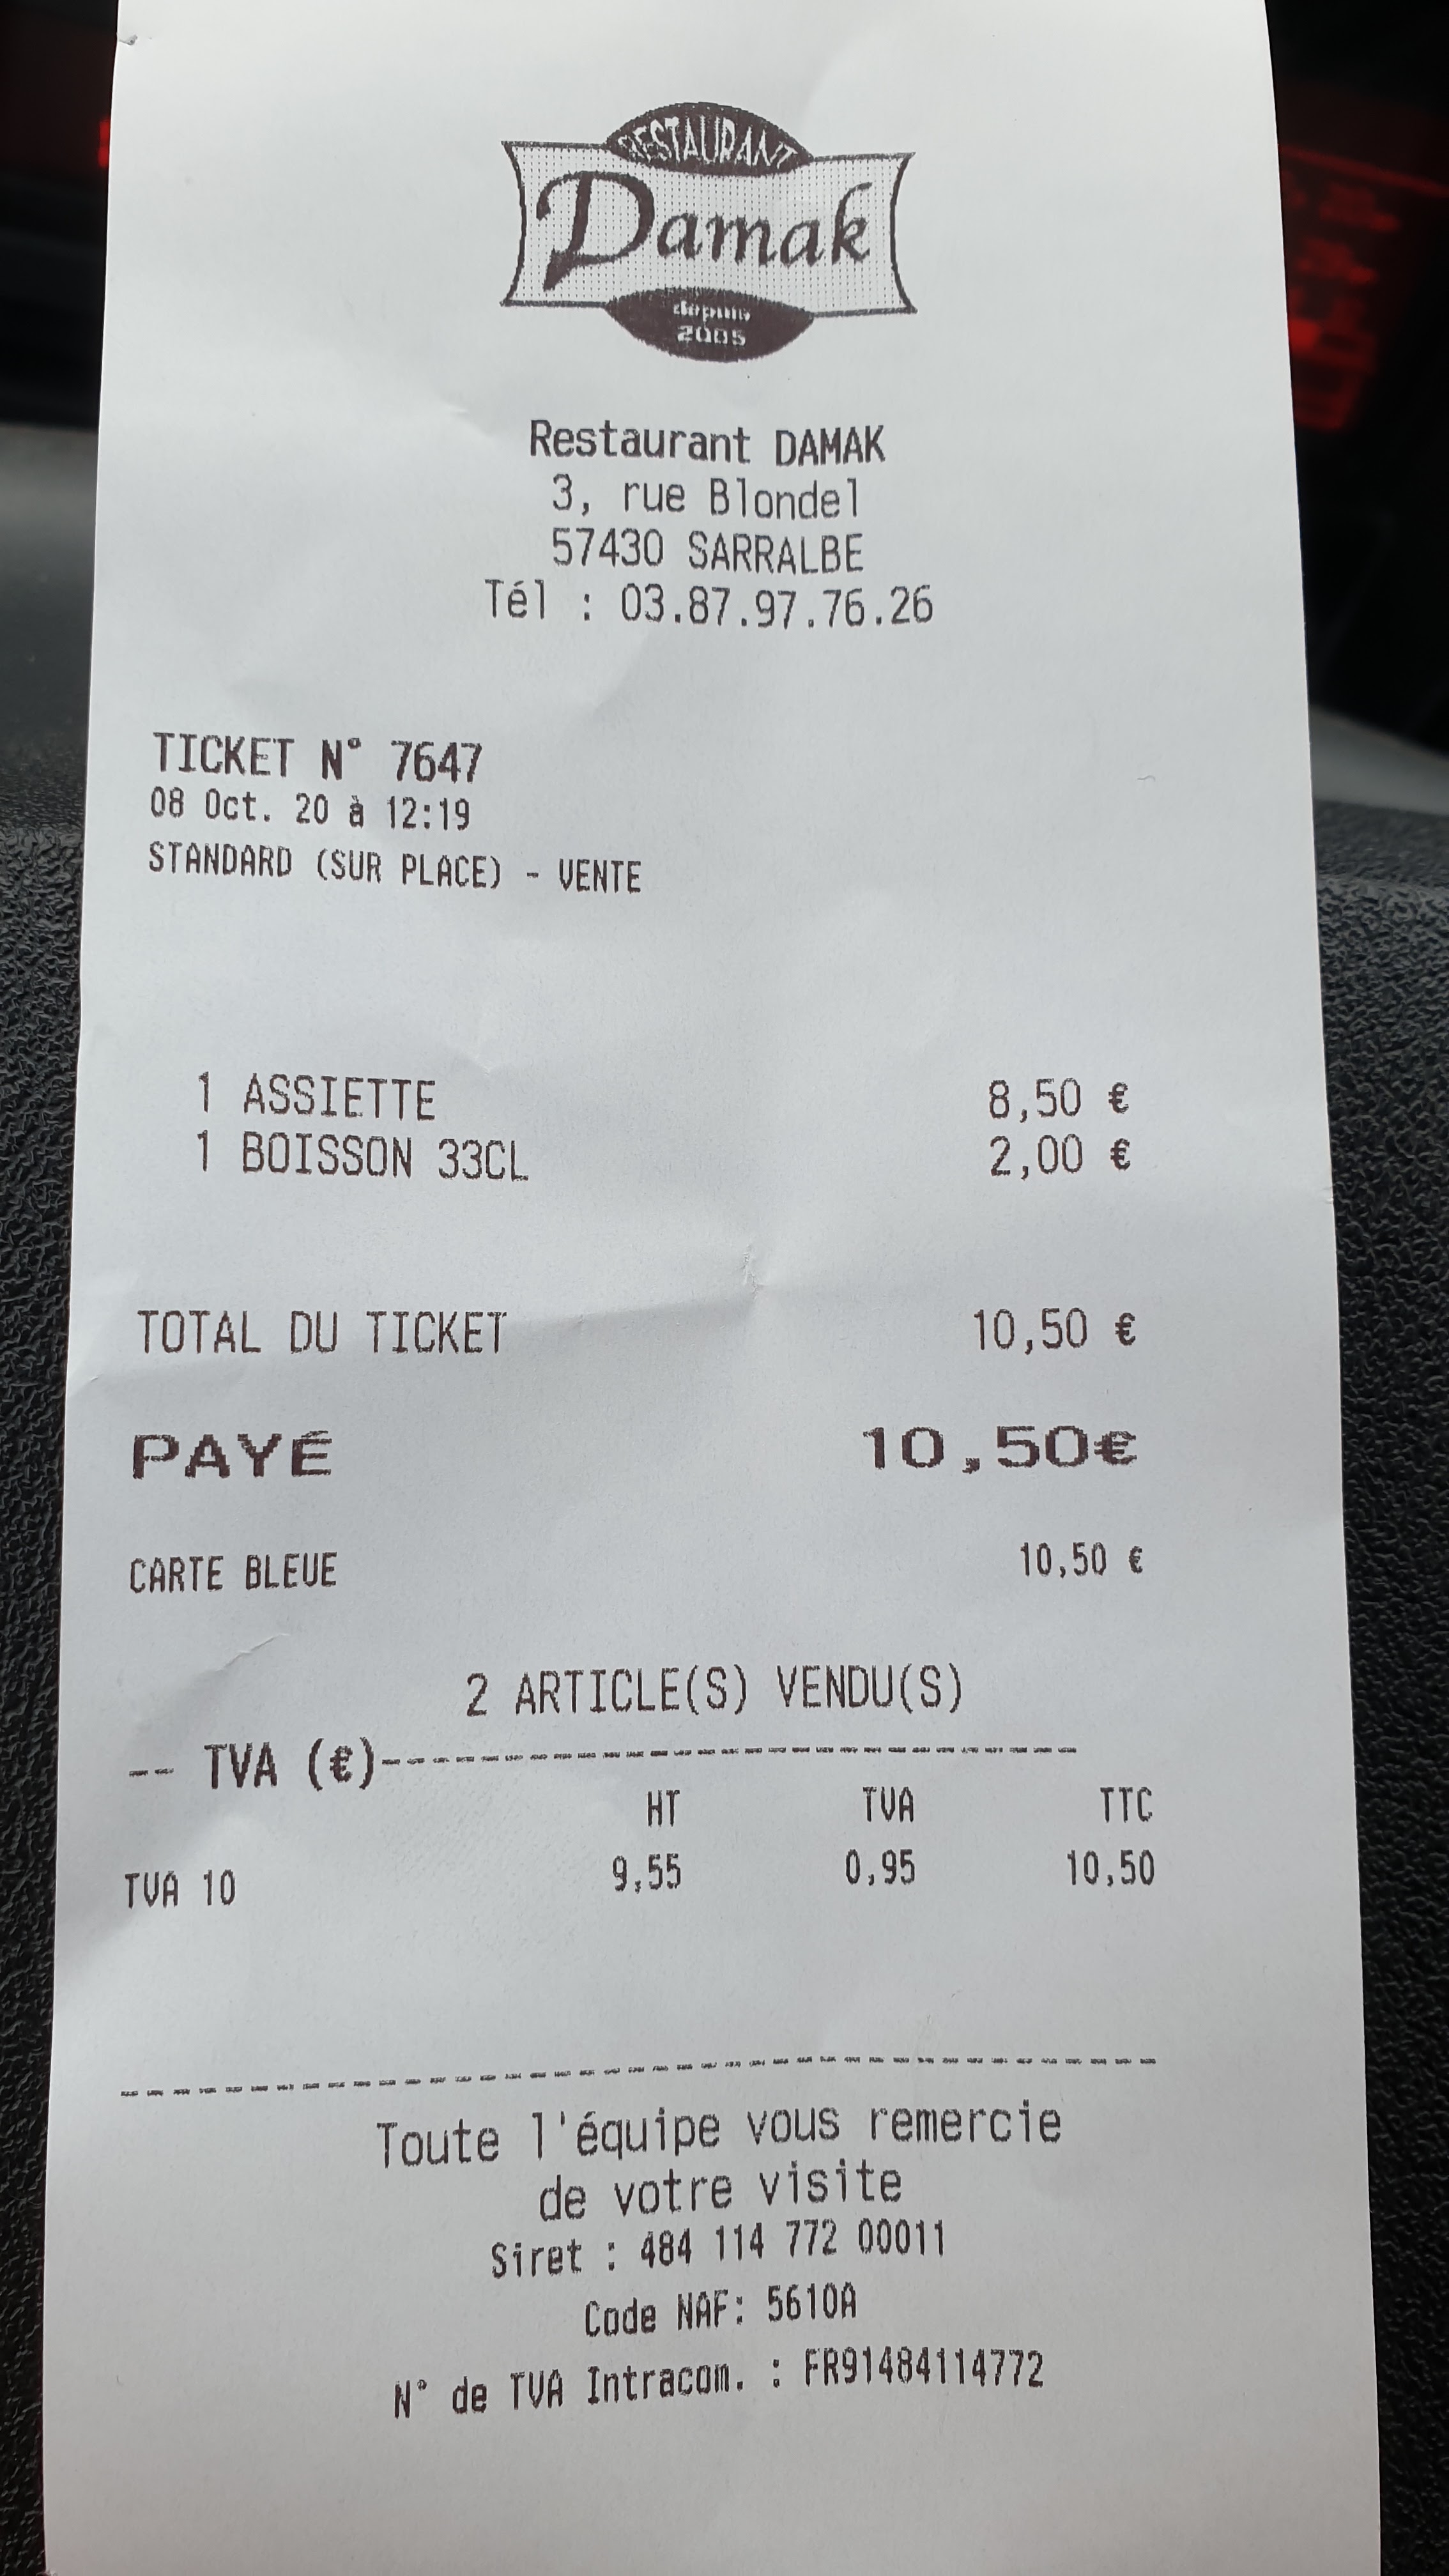 RESTAURANT
Damak
depuis
2005
Restaurant DAMAK
3, rue Blondel
57430 SARRALBE
Tél : 03.87.97.76.26
TICKET N° 7647
08 Oct. 20 à 12:19
STANDARD (SUR PLACE) - VENTE
1 ASSIETTE 8,50 €
1 BOISSON 33CL 2,00 €
TOTAL DU TICKET 10,50 €
PAYÉ 10,50€
CARTE BLEUE 10,50 €
2 ARTICLE(S) VENDU(S)
-- TVA (€)----------------------------
HT TVA TTC
TVA 10 9,55 0,95 10,50
------------------------------------------
Toute l'équipe vous remercie
de votre visite
Siret : 484 114 772 00011
Code NAF: 5610A
N° de TVA Intracom. : FR91484114772